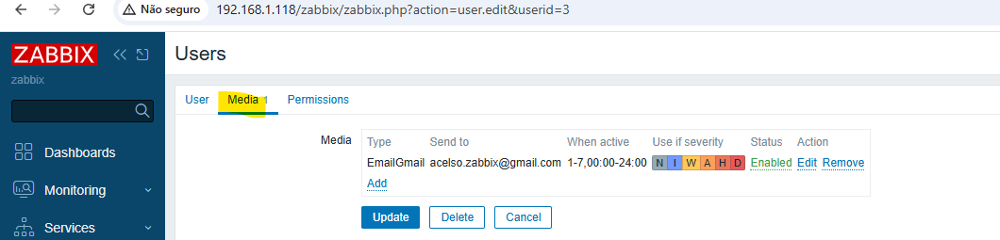 Não seguro 192.168.1.118/zabbix/zabbix.php?action=user.edit&userid=3
ZABBIX
zabbix
Dashboards
Monitoring
Services
Users
User Media 1 Permissions
Media
Type Send to When active Use if severity Status Action
EmailGmail acelso.zabbix@gmail.com 1-7,00:00-24:00 N I W A H D Enabled Edit Remove
Add
Update Delete Cancel